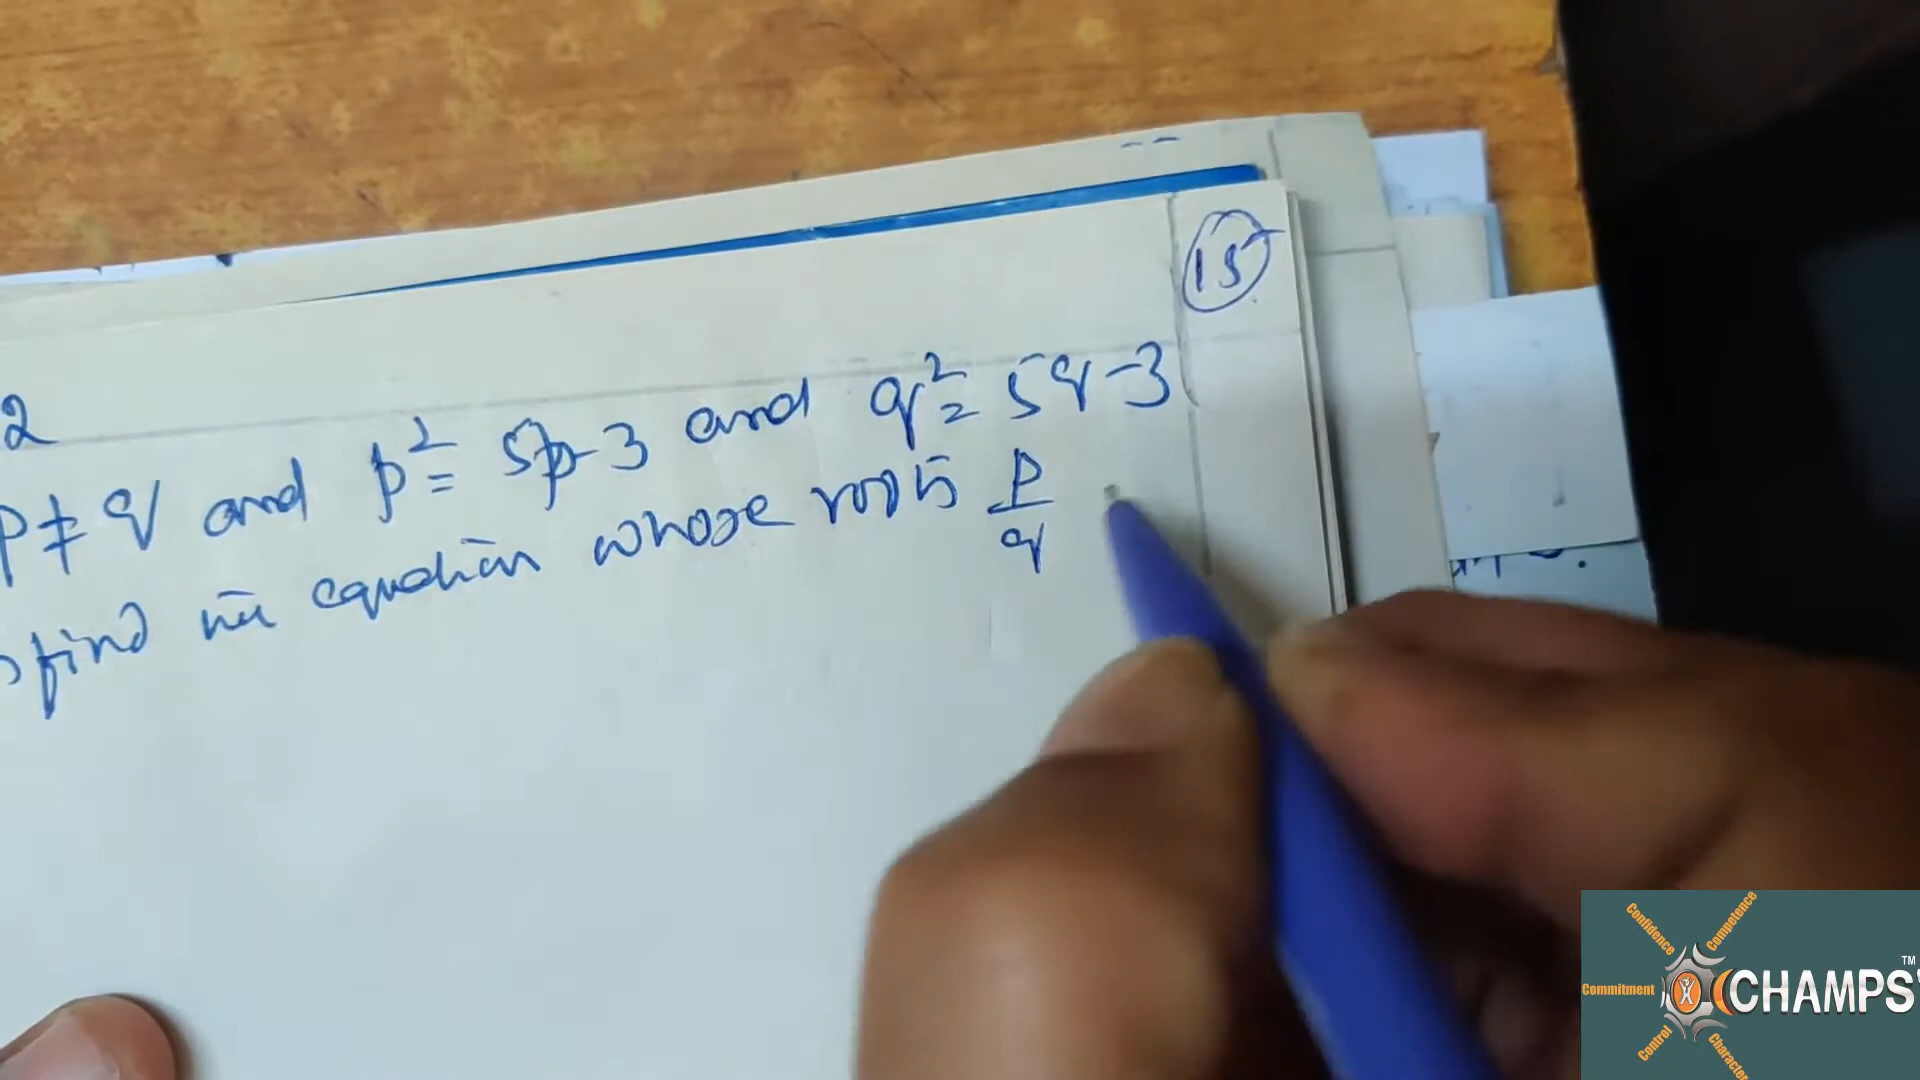 15
2
p ≠ q and p² = 5p-3 and q² = 5q-3
find the equation whose roots p/q
Confidence
Competence
Commitment
CHAMPS
TM
Control
Character